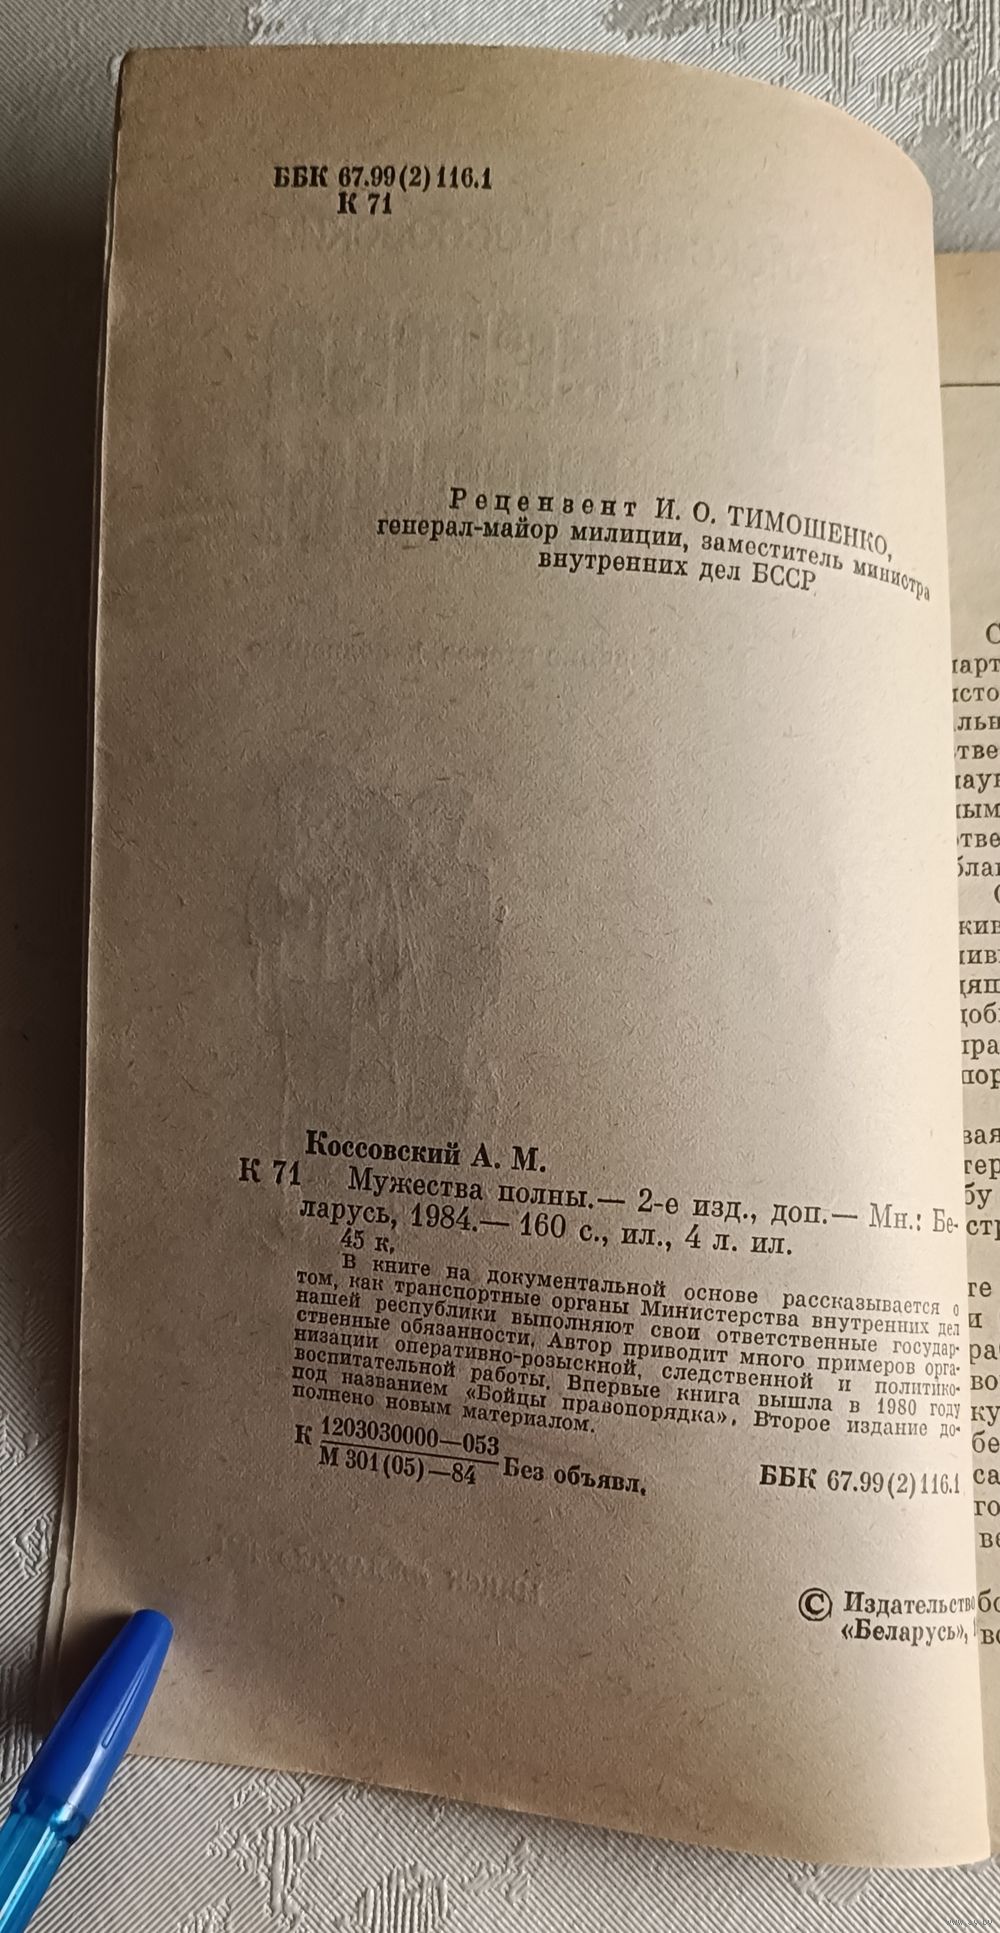 ББК 67.99(2)116.1
К 71
Рецензент И. О. ТИМОШЕНКО,
генерал-майор милиции, заместитель министра
внутренних дел БССР
Коссовский А. М.
К 71 Мужества полны.— 2-е изд., доп.— Мн.: Бе-
ларусь, 1984.— 160 с., ил., 4 л. ил.
45 к.
В книге на документальной основе рассказывается о
том, как транспортные органы Министерства внутренних дел
нашей республики выполняют свои ответственные государ-
ственные обязанности. Автор приводит много примеров орга-
низации оперативно-розыскной, следственной и политико-
воспитательной работы. Впервые книга вышла в 1980 году
под названием «Бойцы правопорядка». Второе издание до-
полнено новым материалом.
К 1203030000—053
М 301(05)—84 Без объявл.
ББК 67.99(2)116.1
© Издательство
«Беларусь»,